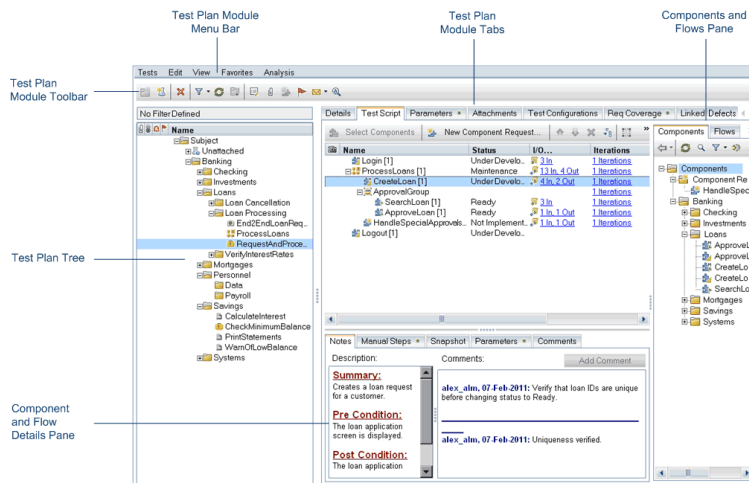 Test Plan Module
Menu Bar
Test Plan
Module Tabs
Components and
Flows Pane
Test Plan
Module Toolbar
Tests Edit View Favorites Analysis
No Filter Defined
Name
Subject
Unattached
Banking
Checking
Investments
Loans
Loan Cancellation
Loan Processing
End2EndLoanReq...
ProcessLoans
RequestAndProce...
VerifyInterestRates
Mortgages
Personnel
Data
Payroll
Savings
CalculateInterest
CheckMinimumBalance
PrintStatements
WarnOfLowBalance
Systems
Test Plan Tree
Component
and Flow
Details Pane
Details Test Script Parameters * Attachments Test Configurations Req Coverage * Linked Defects
Select Components New Component Request... »
Name Status I/O... Iterations
Login [1] UnderDevelo.. 3 In 1 Iterations
ProcessLoans [1] Maintenance 13 In, 4 Out 1 Iterations
CreateLoan [1] UnderDevelo.. 4 In, 2 Out 1 Iterations
ApprovalGroup 1 Iterations
SearchLoans [1] Ready 3 In 1 Iterations
ApproveLoan [1] Ready 1 In, 1 Out 1 Iterations
HandleSpecialApprovals.. Not Implement.. 1 In, 1 Out 1 Iterations
Logout [1] UnderDevelo..
Notes Manual Steps * Snapshot Parameters * Comments
Description: Comments: Add Comment
Summary:
Creates a loan request
for a customer.
Pre Condition:
The loan application
screen is displayed.
Post Condition:
The loan application
alex_alm, 07-Feb-2011: Verify that loan IDs are unique
before changing status to Ready.
alex_alm, 07-Feb-2011: Uniqueness verified.
Components Flows
Components
Component Re
HandleSpec
Banking
Checking
Investments
Loans
ApproveL
ApproveL
CreateLo
CreateLo
SearchLo
Mortgages
Savings
Systems